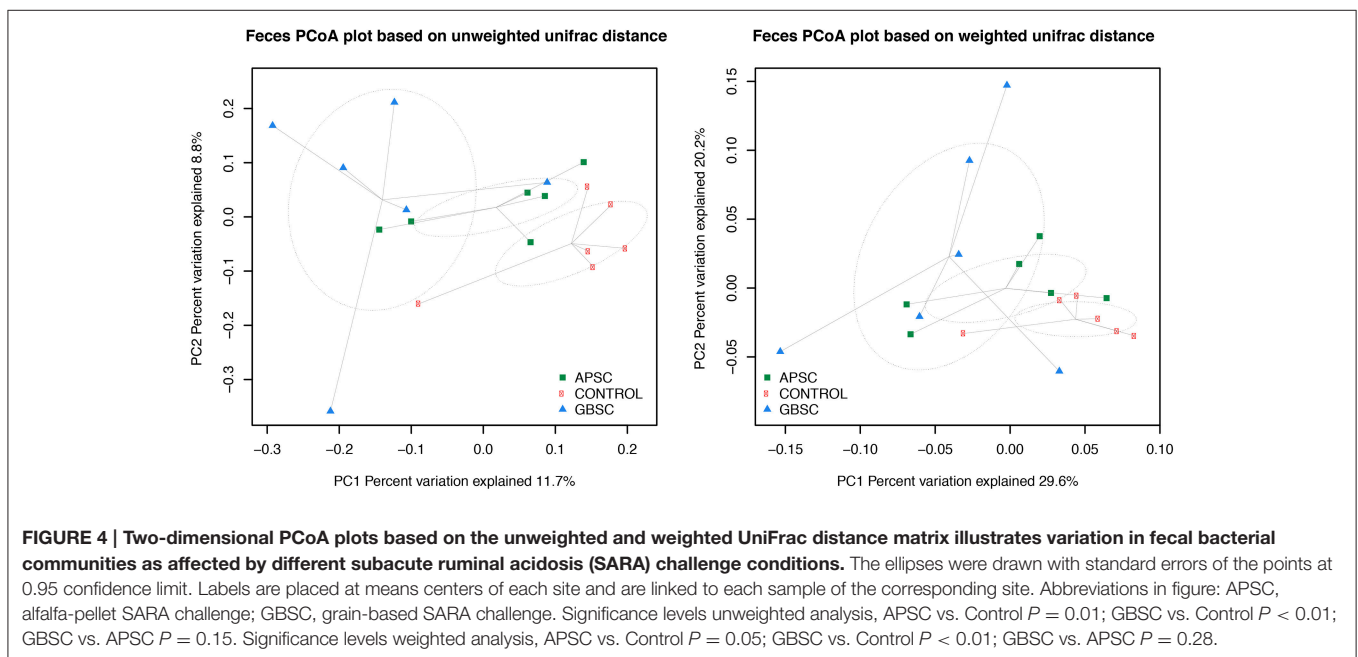 Feces PCoA plot based on unweighted unifrac distance
PC2 Percent variation explained 8.8%
0.2
0.1
0.0
−0.1
−0.2
−0.3
APSC
CONTROL
GBSC
−0.3 −0.2 −0.1 0.0 0.1 0.2
PC1 Percent variation explained 11.7%
Feces PCoA plot based on weighted unifrac distance
PC2 Percent variation explained 20.2%
0.15
0.10
0.05
0.00
−0.05
APSC
CONTROL
GBSC
−0.15 −0.10 −0.05 0.00 0.05 0.10
PC1 Percent variation explained 29.6%
FIGURE 4 | Two-dimensional PCoA plots based on the unweighted and weighted UniFrac distance matrix illustrates variation in fecal bacterial
communities as affected by different subacute ruminal acidosis (SARA) challenge conditions. The ellipses were drawn with standard errors of the points at
0.95 confidence limit. Labels are placed at means centers of each site and are linked to each sample of the corresponding site. Abbreviations in figure: APSC,
alfalfa-pellet SARA challenge; GBSC, grain-based SARA challenge. Significance levels unweighted analysis, APSC vs. Control P = 0.01; GBSC vs. Control P < 0.01;
GBSC vs. APSC P = 0.15. Significance levels weighted analysis, APSC vs. Control P = 0.05; GBSC vs. Control P < 0.01; GBSC vs. APSC P = 0.28.